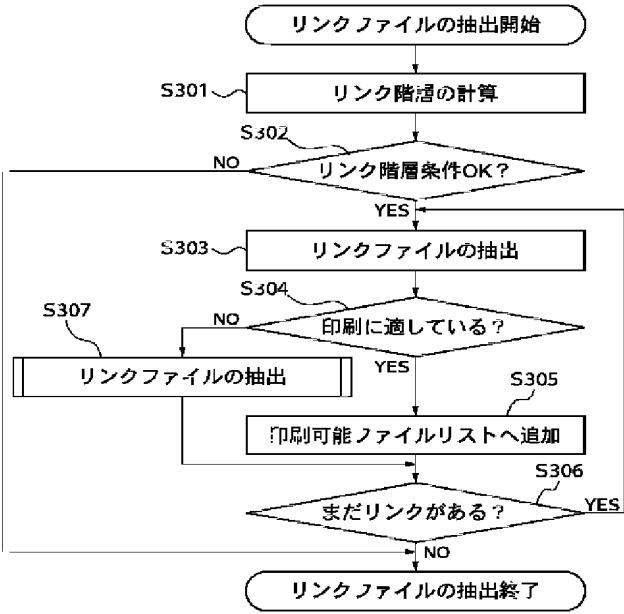 リンクファイルの抽出開始
S301
リンク階層の計算
S302
NO
リンク階層条件OK？
YES
S303
リンクファイルの抽出
S304
S307
NO
印刷に適している？
リンクファイルの抽出
YES
S305
印刷可能ファイルリストへ追加
S306
まだリンクがある？
YES
NO
リンクファイルの抽出終了